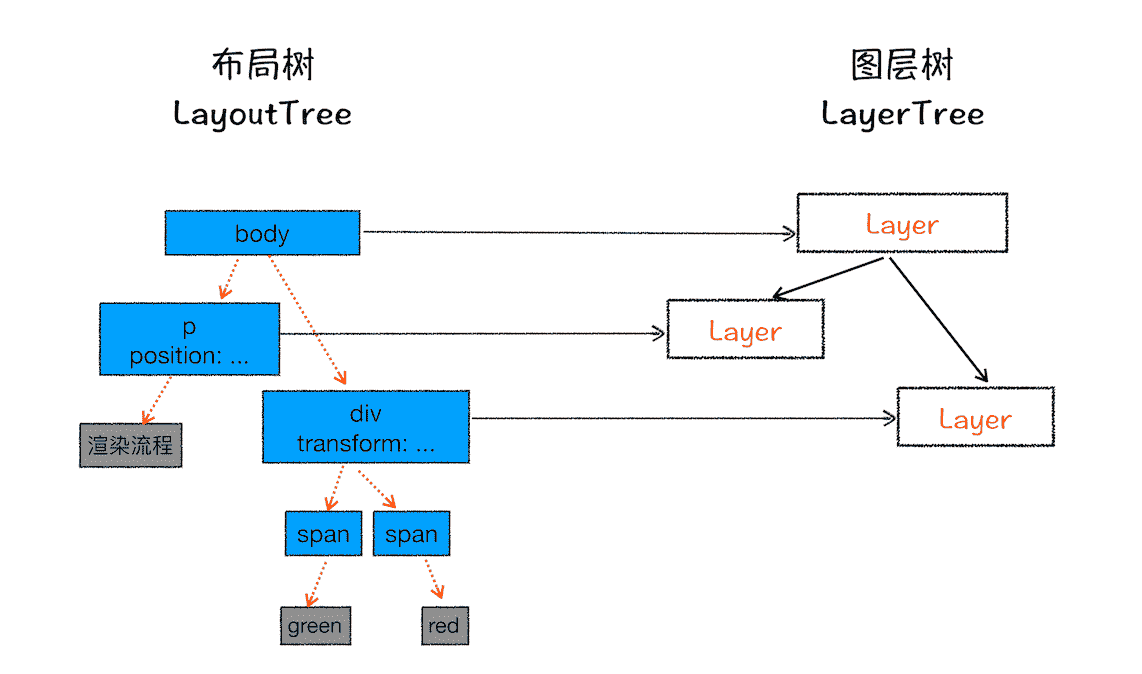 布局树
LayoutTree
图层树
LayerTree
body
Layer
p
position: ...
Layer
div
transform: ...
Layer
渲染流程
span
span
green
red